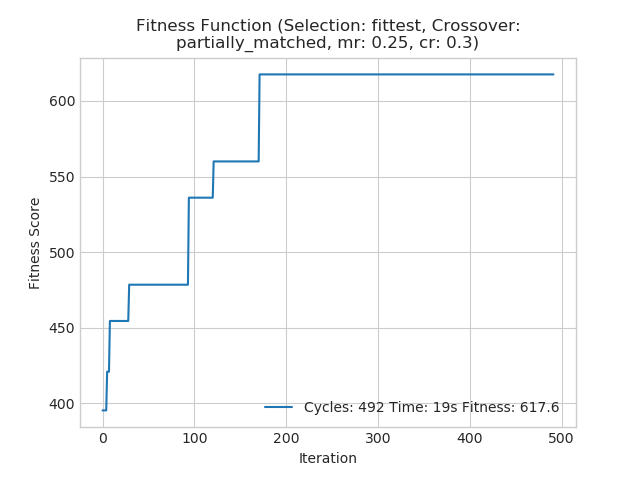 Fitness Function (Selection: fittest, Crossover:
partially_matched, mr: 0.25, cr: 0.3)
600
550
500
450
400
Fitness Score
Cycles: 492 Time: 19s Fitness: 617.6
0 100 200 300 400 500
Iteration